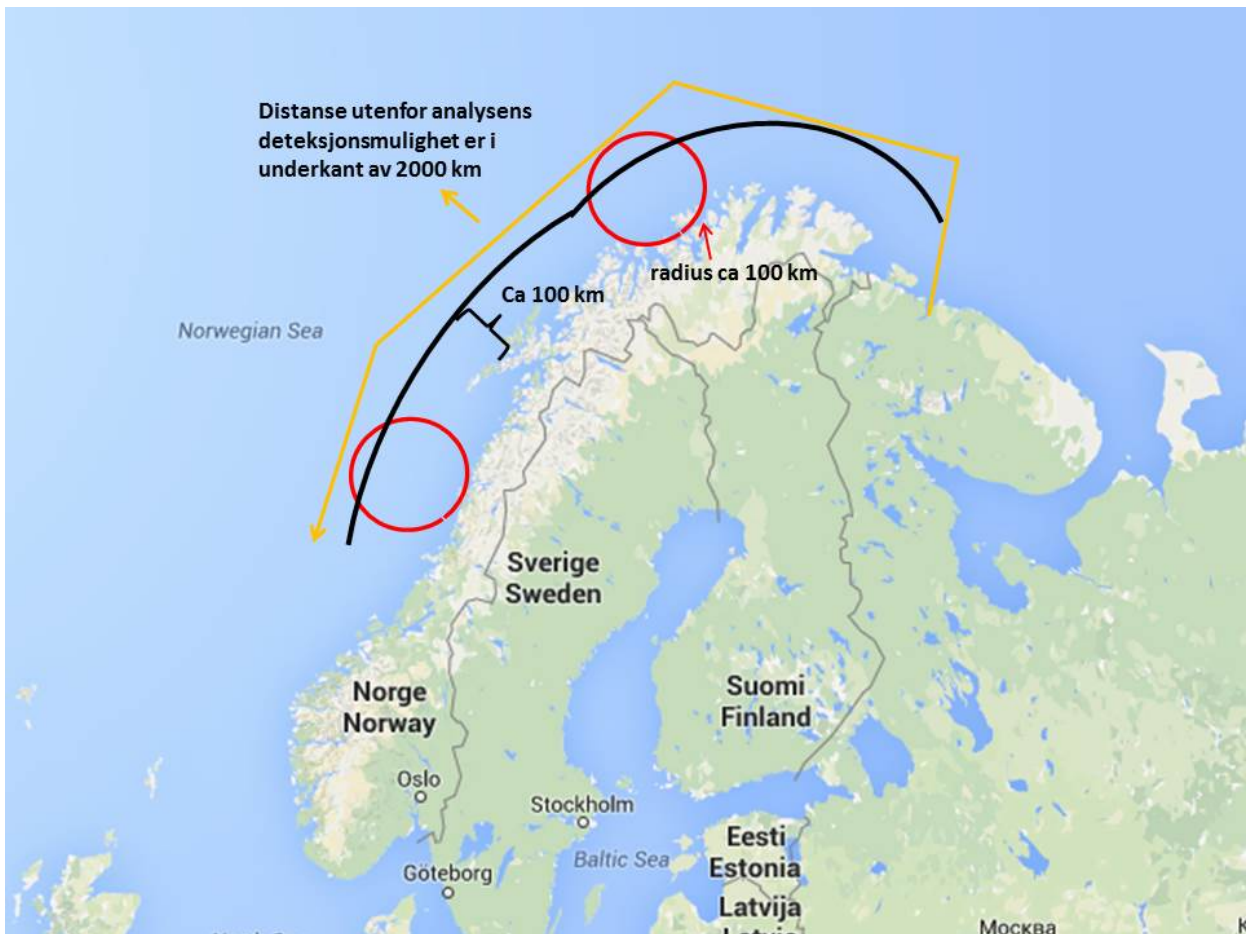 Distanse utenfor analysens
deteksjonsmulighet er i
underkant av 2000 km
radius ca 100 km
Ca 100 km
Norwegian Sea
Sverige
Sweden
Norge
Norway
Suomi
Finland
Oslo
Stockholm
Eesti
Estonia
Baltic Sea
Göteborg
Latvija
Москва